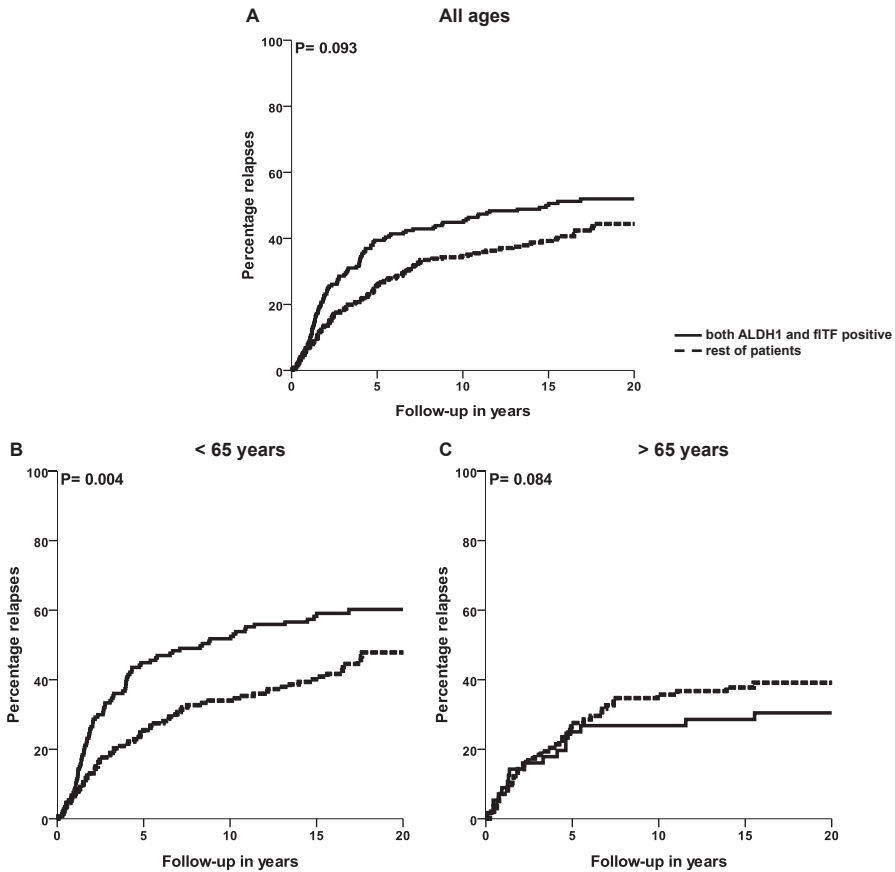 A
All ages
P= 0.093
100
80
60
40
20
0
Percentage relapses
0 5 10 15 20
Follow-up in years
both ALDH1 and flTF positive
rest of patients
B
< 65 years
P= 0.004
100
80
60
40
20
0
Percentage relapses
0 5 10 15 20
Follow-up in years
C
> 65 years
P= 0.084
100
80
60
40
20
0
Percentage relapses
0 5 10 15 20
Follow-up in years